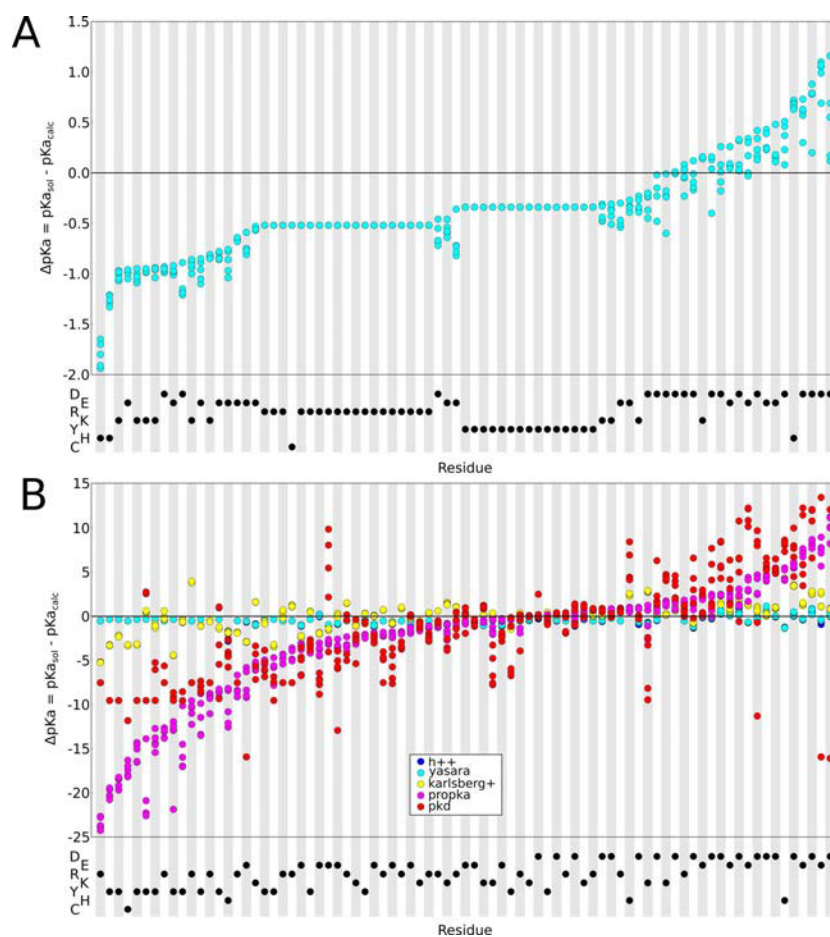 A
1.5
1.0
0.5
0.0
-0.5
-1.0
-1.5
-2.0
ΔpKa = pKa_sol - pKa_calc
D
E
R
K
Y
H
C
Residue
B
15
10
5
0
-5
-10
-15
-20
-25
ΔpKa = pKa_sol - pKa_calc
h++
yasara
karlsberg+
propka
pkd
D
E
R
K
Y
H
C
Residue